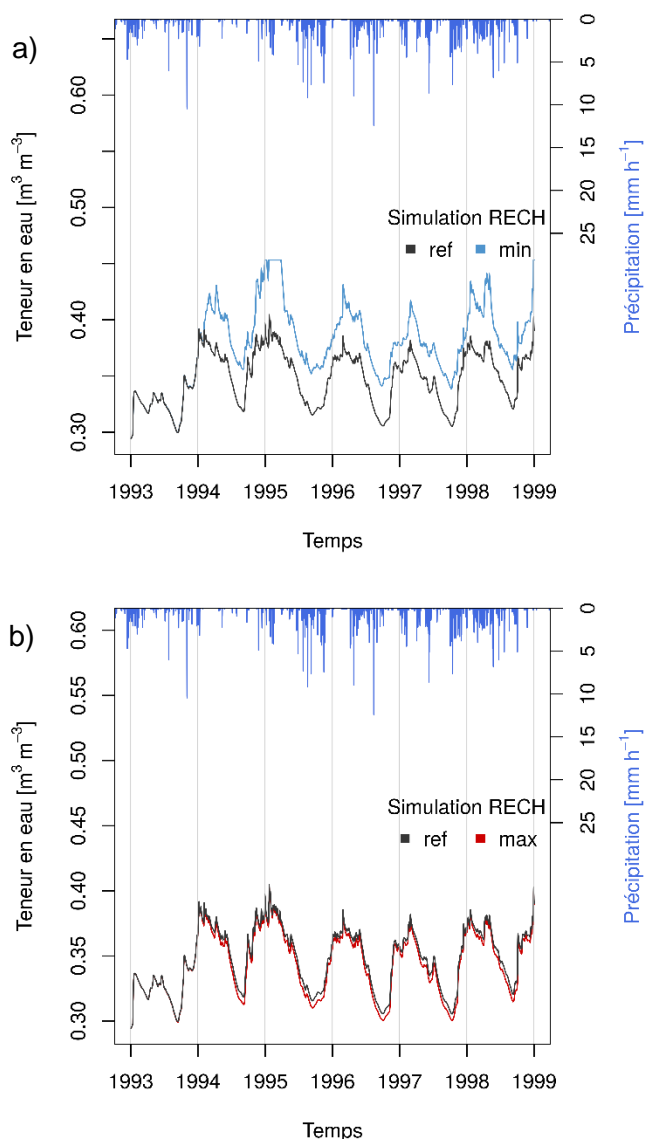 a)
Teneur en eau [m³ m⁻³]
0.60
0.50
0.40
0.30
0
5
10
15
20
25
Précipitation [mm h⁻¹]
Simulation RECH
ref min
1993 1994 1995 1996 1997 1998 1999
Temps
b)
Teneur en eau [m³ m⁻³]
0.60
0.55
0.50
0.45
0.40
0.35
0.30
0
5
10
15
20
25
Précipitation [mm h⁻¹]
Simulation RECH
ref max
1993 1994 1995 1996 1997 1998 1999
Temps